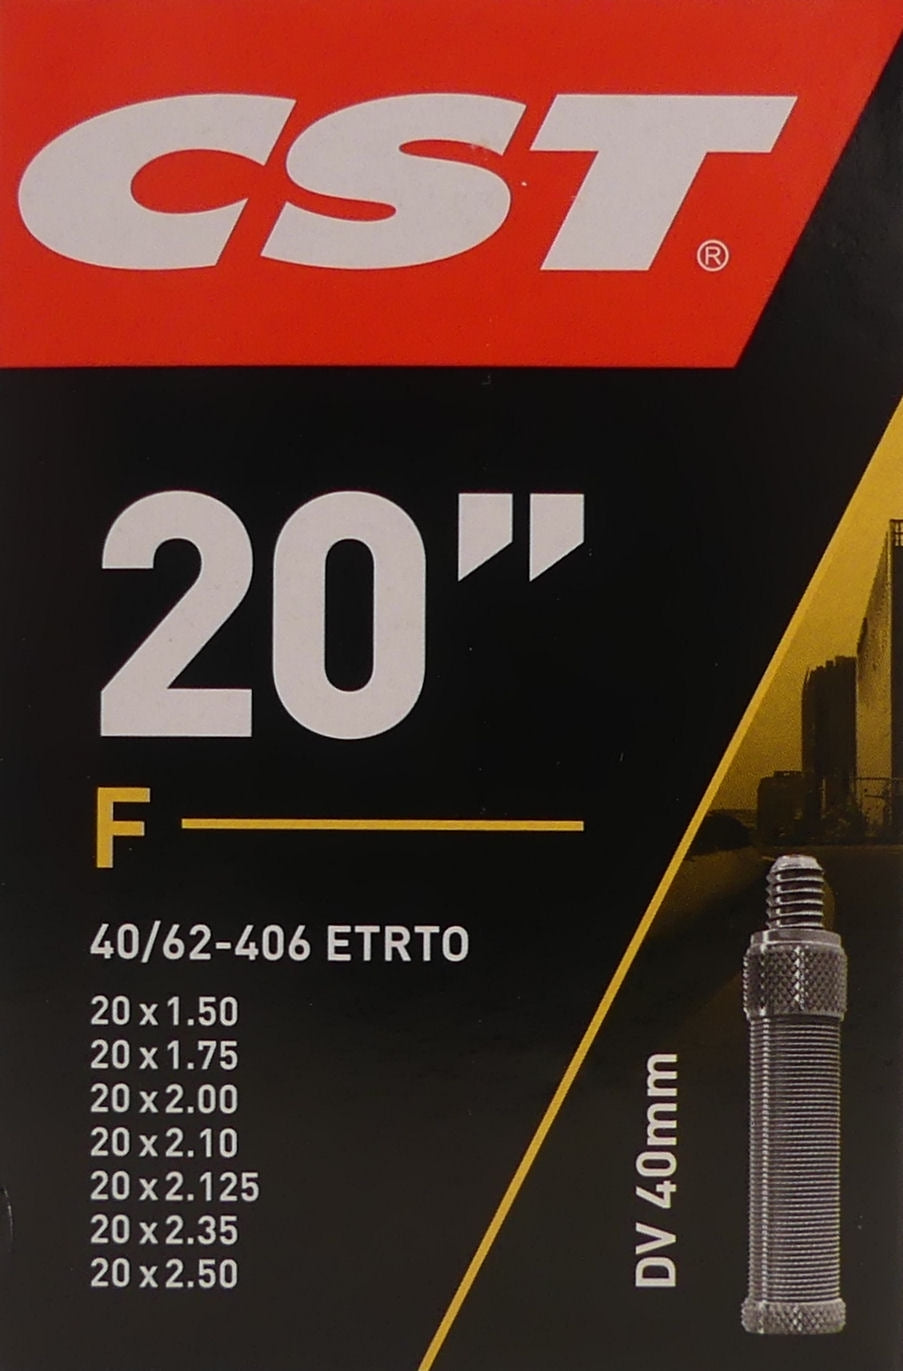 CST®
20”
F
40/62-406 ETRTO
20 x 1.50
20 x 1.75
20 x 2.00
20 x 2.10
20 x 2.125
20 x 2.35
20 x 2.50
DV 40mm